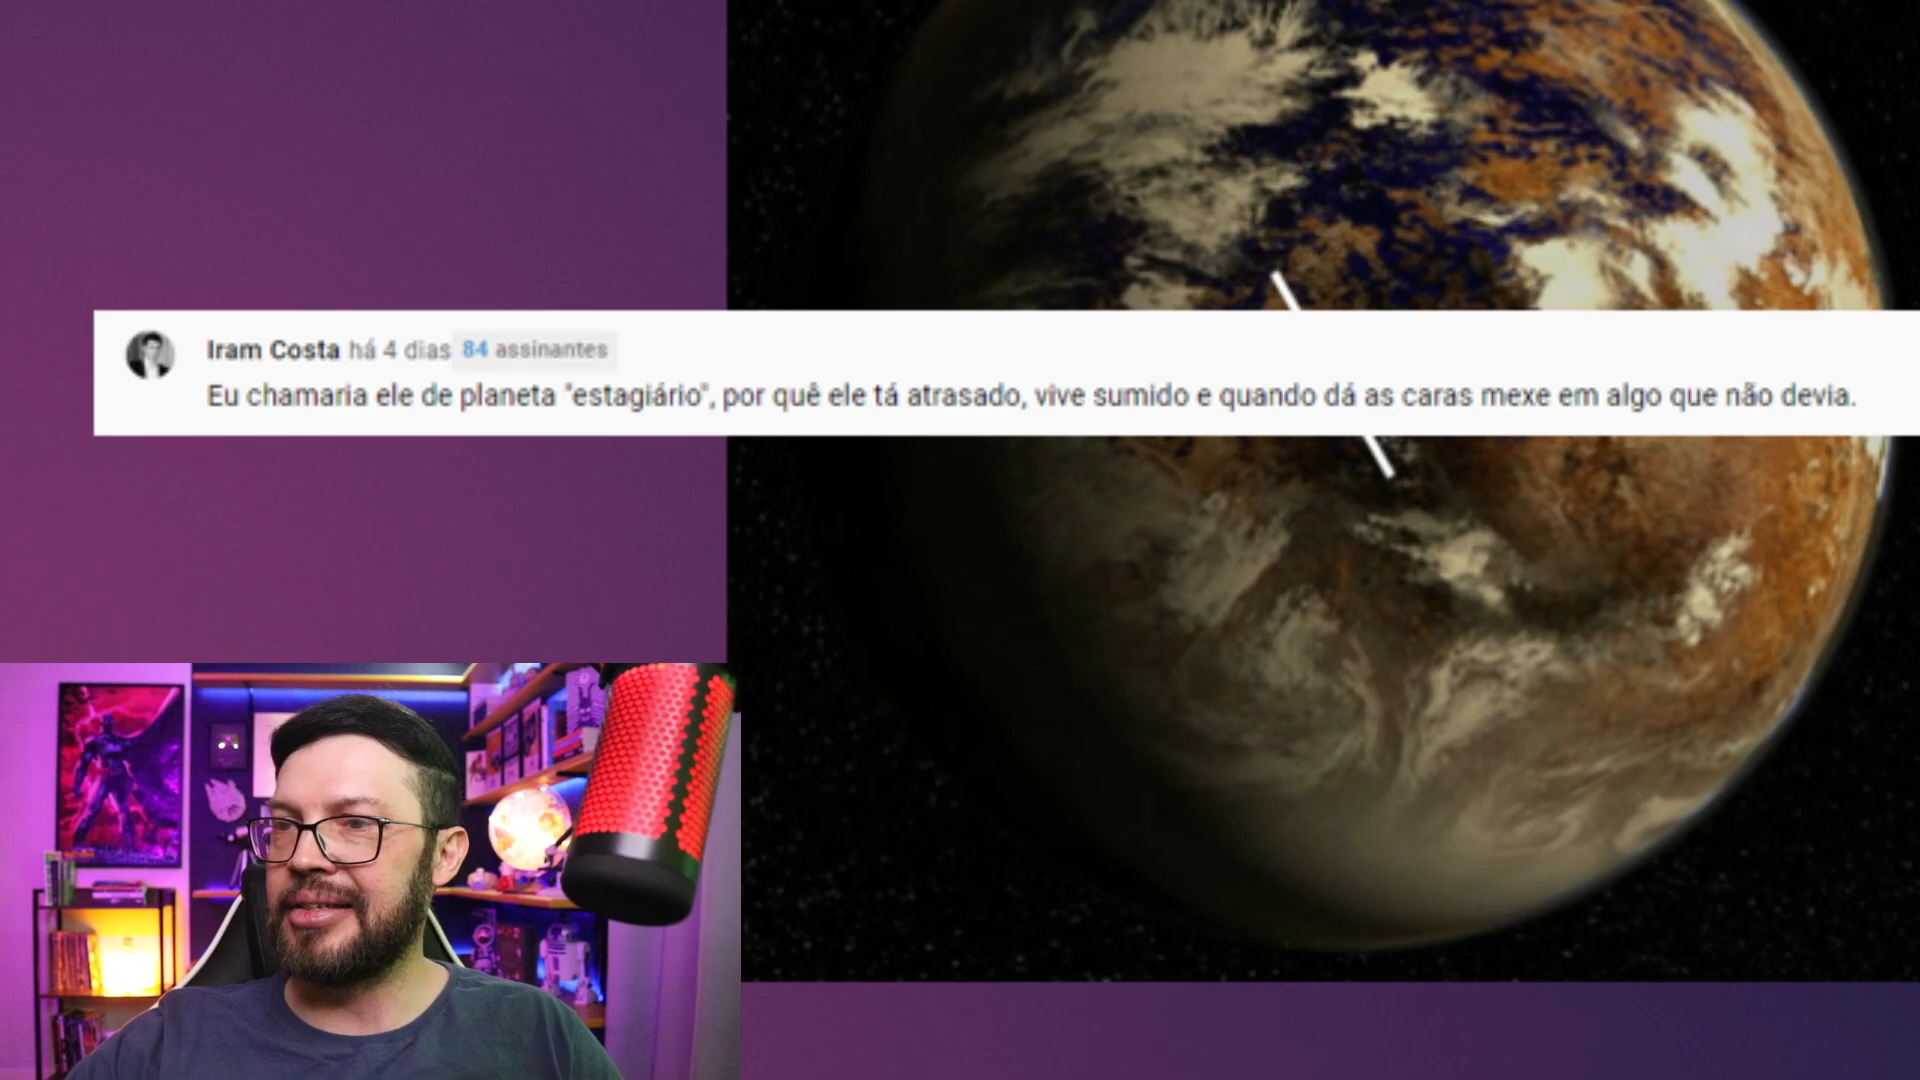 Iram Costa há 4 dias 84 assinantes
Eu chamaria ele de planeta "estagiário", por quê ele tá atrasado, vive sumido e quando dá as caras mexe em algo que não devia.